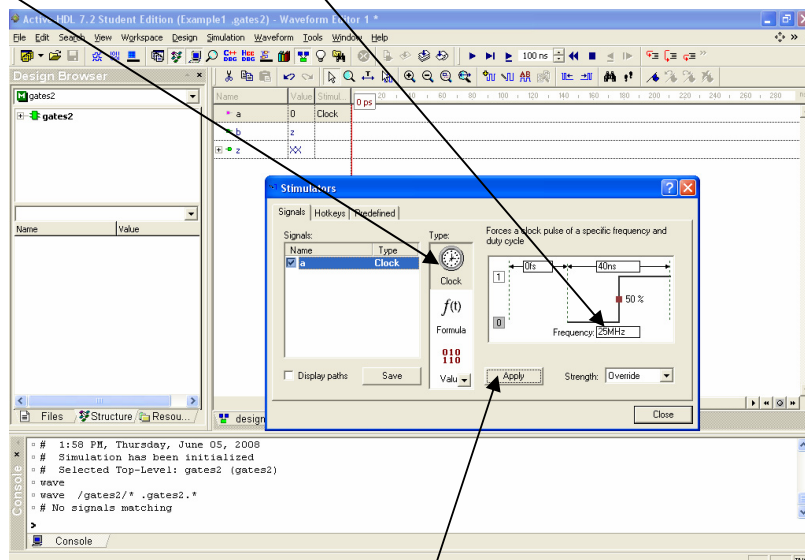 Active-HDL 7.2 Student Edition (Example1 ,gates2) - Waveform Editor 1 *
File Edit Search View Workspace Design Simulation Waveform Tools Window Help
100 ns
Design Browser
gates2
gates2
Name Value
Files Structure Resou...
Name Value Stimul...
20 40 60 80 100 120 140 160 180 200 220 240 260 280
0 ps
a 0 Clock
b z
z XX
design
Stimulators
Signals Hotkeys Predefined
Signals:
Name Type
a Clock
Display paths Save
Type:
Clock
f(t)
Formula
010
110
Valu
Forces a clock pulse of a specific frequency and
duty cycle
0fs 40ns
1
50 %
0
Frequency: 25MHz
Apply Strength: Override
Close
# 1:58 PM, Thursday, June 05, 2008
# Simulation has been initialized
# Selected Top-Level: gates2 (gates2)
wave
wave /gates2/* .gates2.*
# No signals matching
>
Console
Console